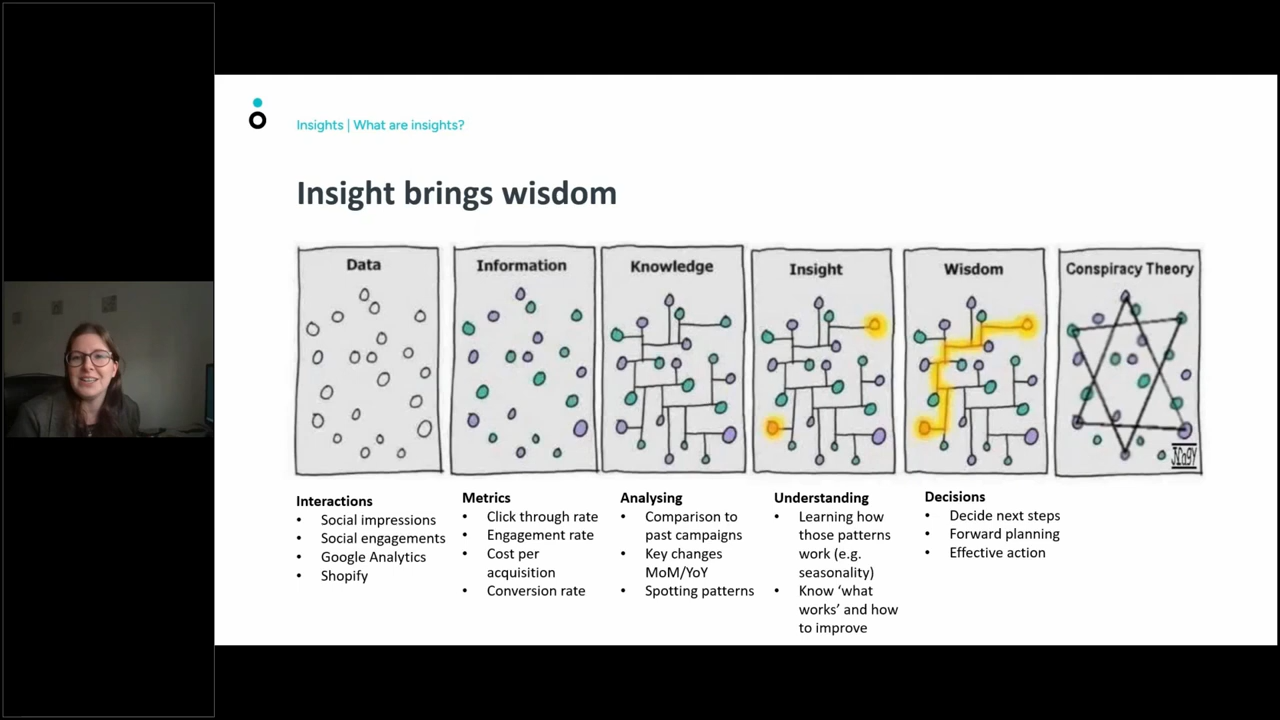 Insights | What are insights?
Insight brings wisdom
Data
Information
Knowledge
Insight
Wisdom
Conspiracy Theory
Interactions
• Social impressions
• Social engagements
• Google Analytics
• Shopify
Metrics
• Click through rate
• Engagement rate
• Cost per
acquisition
• Conversion rate
Analysing
• Comparison to
past campaigns
• Key changes
MoM/YoY
• Spotting patterns
Understanding
• Learning how
those patterns
work (e.g.
seasonality)
• Know ‘what
works’ and how
to improve
Decisions
• Decide next steps
• Forward planning
• Effective action